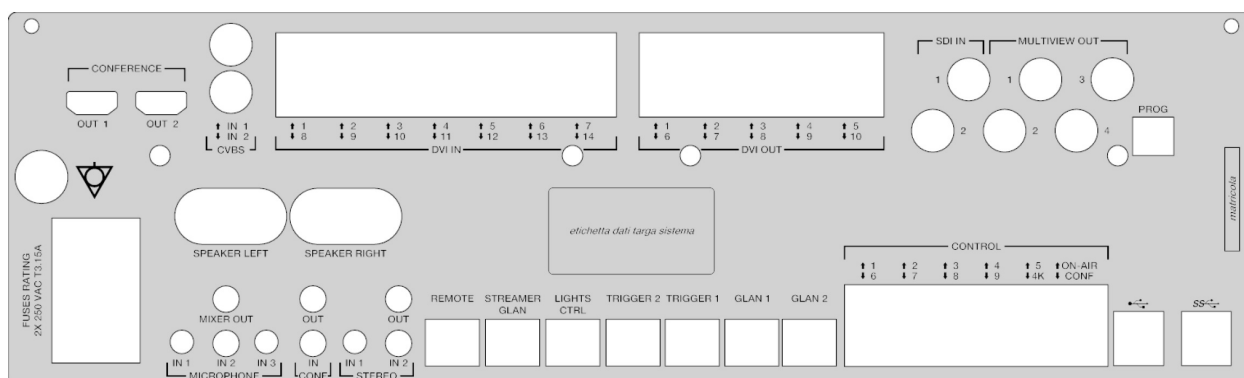 CONFERENCE
OUT 1 OUT 2
⬆ IN 1
⬇ IN 2
CVBS
⬆ 1 ⬆ 2 ⬆ 3 ⬆ 4 ⬆ 5 ⬆ 6 ⬆ 7
⬇ 8 ⬇ 9 ⬇ 10 ⬇ 11 ⬇ 12 ⬇ 13 ⬇ 14
DVI IN
⬆ 1 ⬆ 2 ⬆ 3 ⬆ 4 ⬆ 5
⬇ 6 ⬇ 7 ⬇ 8 ⬇ 9 ⬇ 10
DVI OUT
SDI IN MULTIVIEW OUT
1 1 3
2 2 4
PROG
matricola
FUSES RATING
2X 250 VAC T3.15A
SPEAKER LEFT SPEAKER RIGHT
etichetta dati targa sistema
CONTROL
⬆ 1 ⬆ 2 ⬆ 3 ⬆ 4 ⬆ 5 ⬆ON-AIR
⬇ 6 ⬇ 7 ⬇ 8 ⬇ 9 ⬇4K ⬇ CONF
MIXER OUT OUT OUT
IN 1 IN 2 IN 3 IN IN 1 IN 2
MICROPHONE CONF STEREO
REMOTE STREAMER GLAN LIGHTS CTRL TRIGGER 2 TRIGGER 1 GLAN 1 GLAN 2
SS